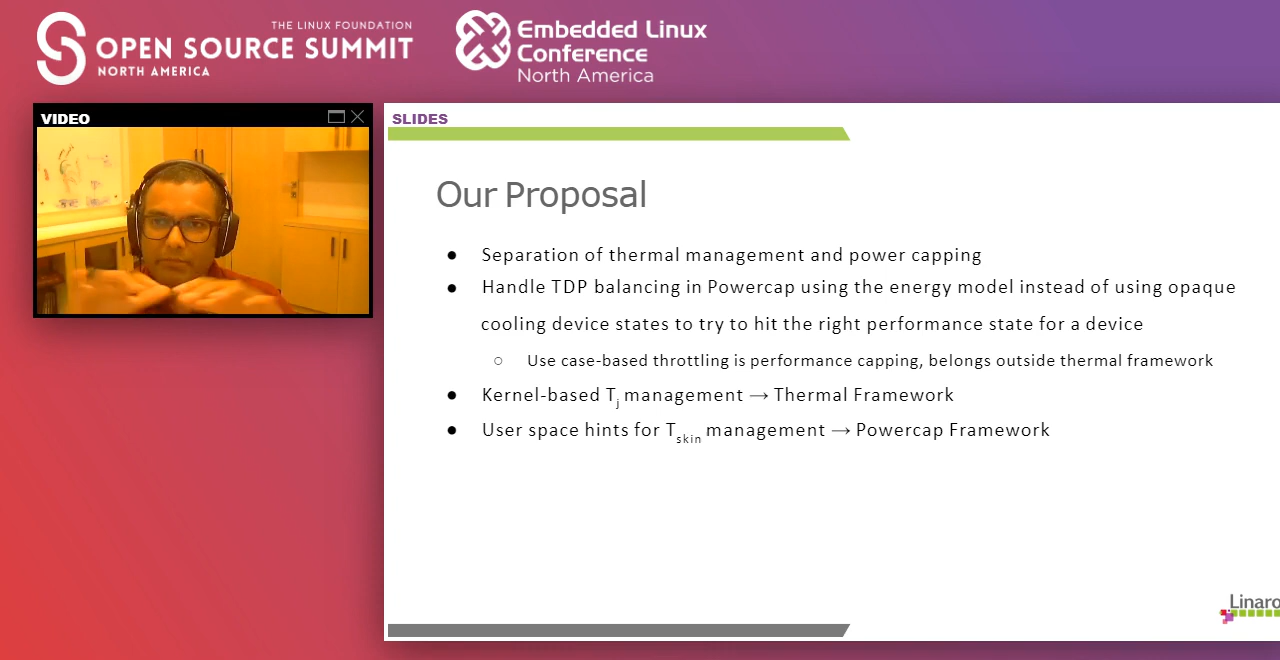 THE LINUX FOUNDATION
OPEN SOURCE SUMMIT
NORTH AMERICA
Embedded Linux
Conference
North America
VIDEO
SLIDES
Our Proposal
● Separation of thermal management and power capping
● Handle TDP balancing in Powercap using the energy model instead of using opaque
cooling device states to try to hit the right performance state for a device
○ Use case-based throttling is performance capping, belongs outside thermal framework
● Kernel-based Tj management → Thermal Framework
● User space hints for Tskin management → Powercap Framework
Linaro